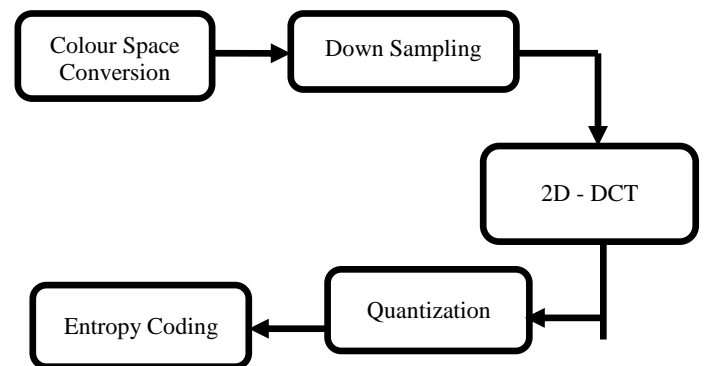 Colour Space
Conversion
Down Sampling
2D - DCT
Quantization
Entropy Coding